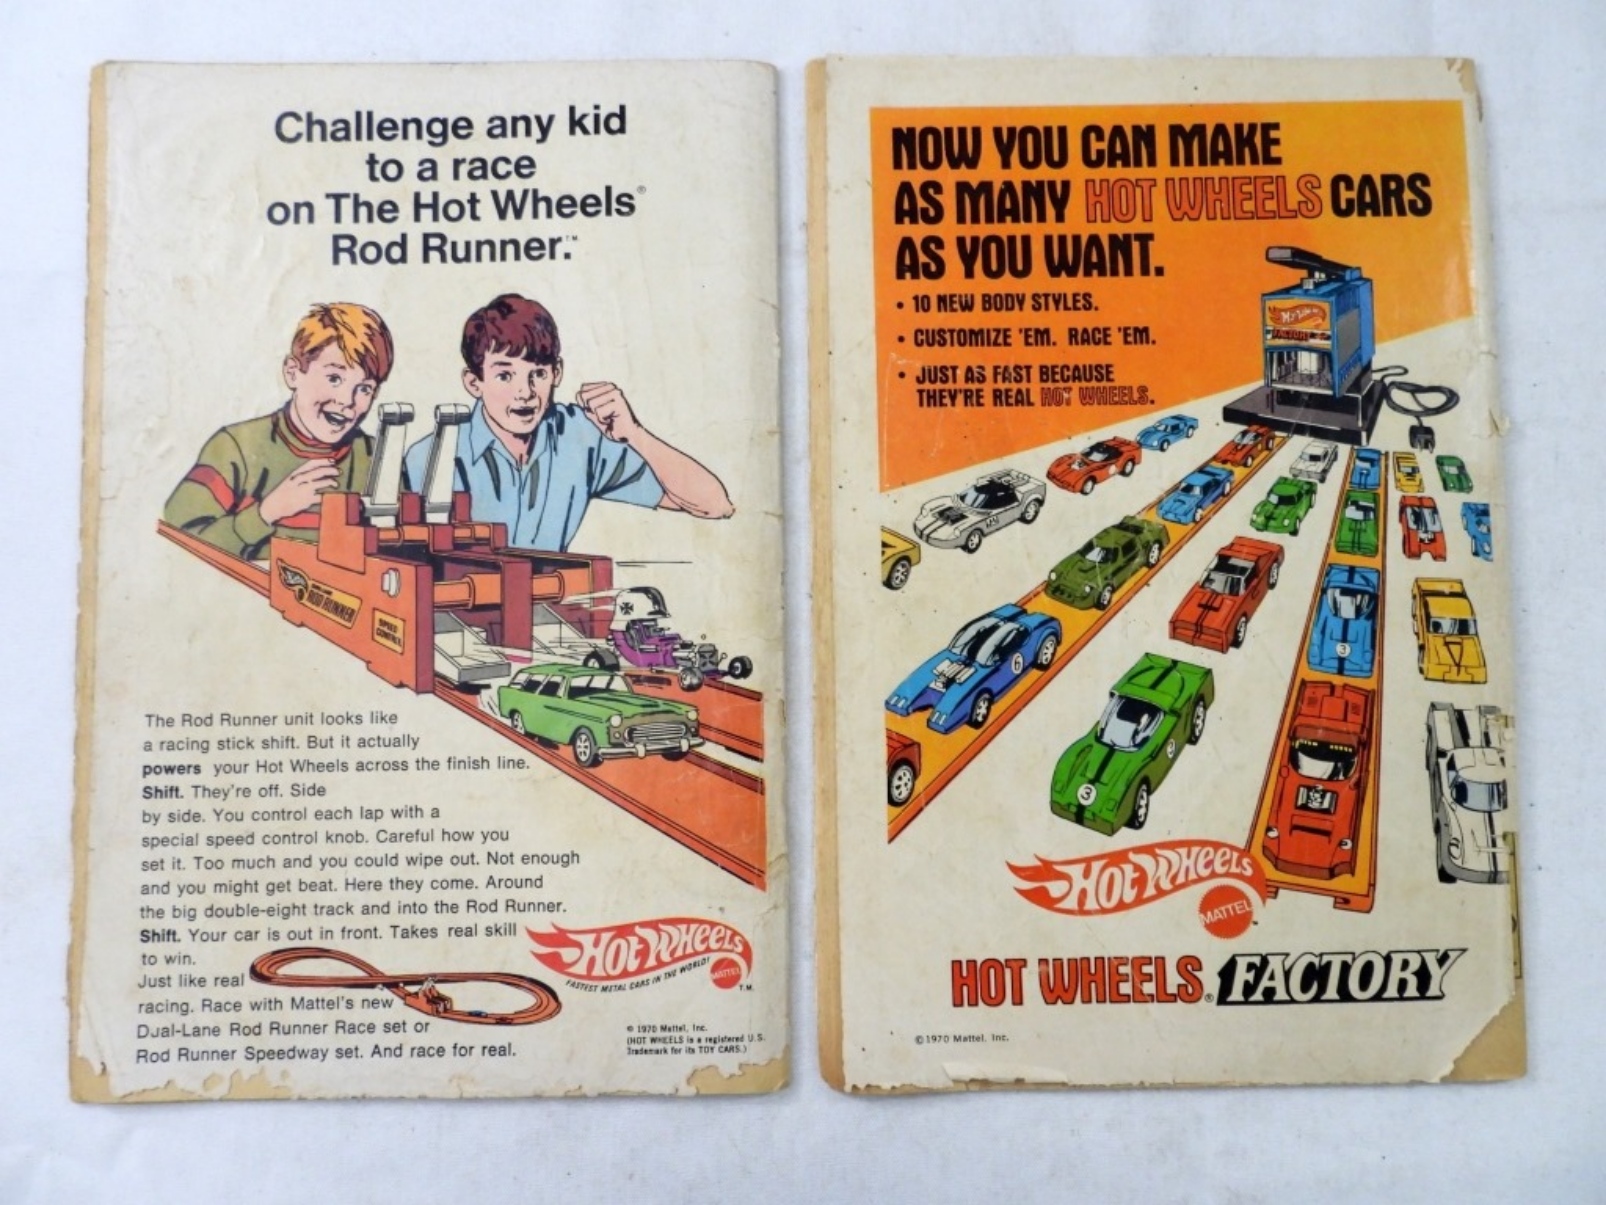 Challenge any kid
to a race
on The Hot Wheels®
Rod Runner.™
HOT WHEELS
ROD RUNNER
SPEED
CONTROL
The Rod Runner unit looks like
a racing stick shift. But it actually
powers your Hot Wheels across the finish line.
Shift. They're off. Side
by side. You control each lap with a
special speed control knob. Careful how you
set it. Too much and you could wipe out. Not enough
and you might get beat. Here they come. Around
the big double-eight track and into the Rod Runner.
Shift. Your car is out in front. Takes real skill
to win.
Just like real
racing. Race with Mattel's new
Dual-Lane Rod Runner Race set or
Rod Runner Speedway set. And race for real.
HOT WHEELS
FASTEST METAL CARS IN THE WORLD!
MATTEL
T.M.
© 1970 Mattel, Inc.
(HOT WHEELS is a registered U.S.
Trademark for its TOY CARS.)
NOW YOU CAN MAKE
AS MANY HOT WHEELS CARS
AS YOU WANT.
• 10 NEW BODY STYLES.
• CUSTOMIZE 'EM. RACE 'EM.
• JUST AS FAST BECAUSE
THEY'RE REAL HOT WHEELS.
FACTORY
6
3
3
HOT WHEELS
MATTEL
HOT WHEELS® FACTORY
©1970 Mattel, Inc.